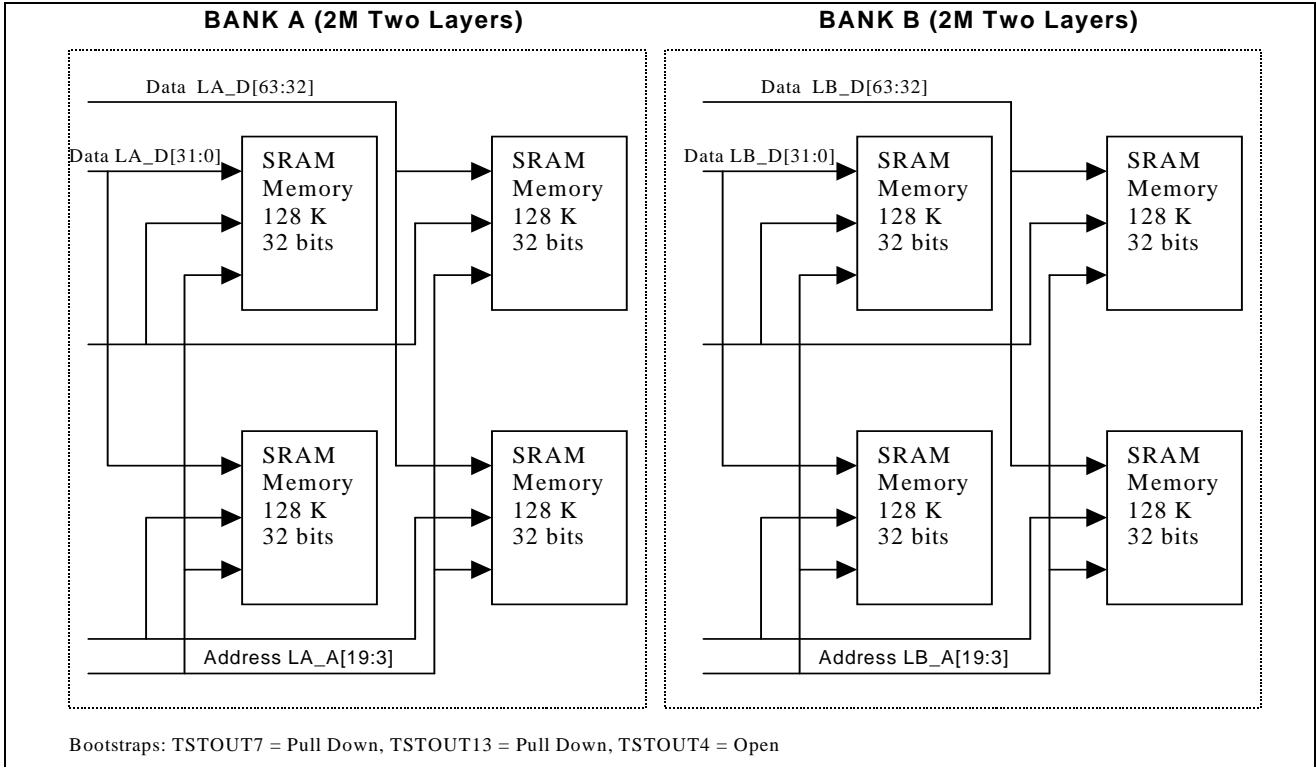 BANK A (2M Two Layers)
BANK B (2M Two Layers)
Data LA_D[63:32]
Data LA_D[31:0]
SRAM
Memory
128 K
32 bits
SRAM
Memory
128 K
32 bits
SRAM
Memory
128 K
32 bits
SRAM
Memory
128 K
32 bits
Address LA_A[19:3]
Data LB_D[63:32]
Data LB_D[31:0]
SRAM
Memory
128 K
32 bits
SRAM
Memory
128 K
32 bits
SRAM
Memory
128 K
32 bits
SRAM
Memory
128 K
32 bits
Address LB_A[19:3]
Bootstraps: TSTOUT7 = Pull Down, TSTOUT13 = Pull Down, TSTOUT4 = Open